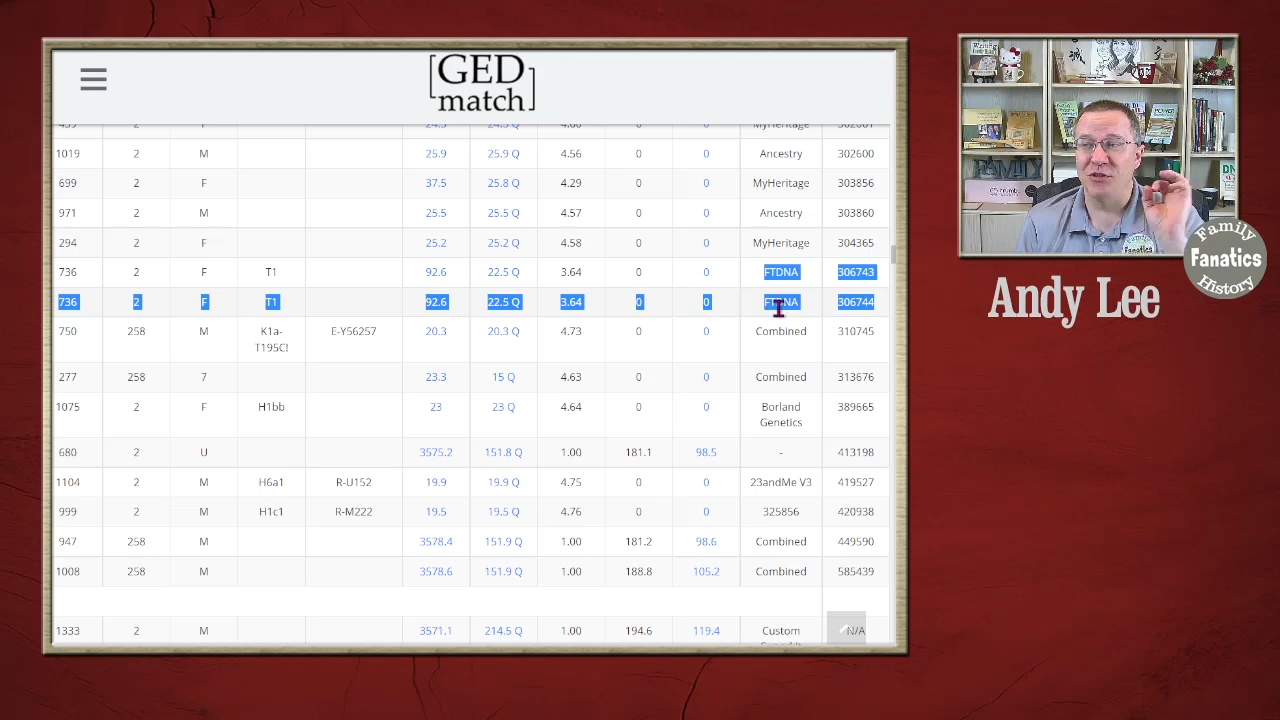 [GED
match]
439 2 MyHeritage 302601
1019 2 M 25.9 25.9 Q 4.56 0 0 Ancestry 302600
699 2 F 37.5 25.8 Q 4.29 0 0 MyHeritage 303856
971 2 M 25.5 25.5 Q 4.57 0 0 Ancestry 303860
294 2 F 25.2 25.2 Q 4.58 0 0 MyHeritage 304365
736 2 F T1 92.6 22.5 Q 3.64 0 0 FTDNA 306743
736 2 F T1 92.6 22.5 Q 3.64 0 0 FTDNA 306744
750 258 M K1a- E-Y56257 20.3 20.3 Q 4.73 0 0 Combined 310745
T195C!
277 258 7 23.3 15 Q 4.63 0 0 Combined 313676
1075 2 F H1bb 23 23 Q 4.64 0 0 Borland 389665
Genetics
680 2 U 3575.2 151.8 Q 1.00 181.1 98.5 - 413198
1104 2 M H6a1 R-U152 19.9 19.9 Q 4.75 0 0 23andMe V3 419527
999 2 M H1c1 R-M222 19.5 19.5 Q 4.76 0 0 325856 420938
947 258 M 3578.4 151.9 Q 1.00 181.2 98.6 Combined 449590
1008 258 M 3578.6 151.9 Q 1.00 188.8 105.2 Combined 585439
1333 2 M 3571.1 214.5 Q 1.00 194.6 119.4 Custom N/A
FAMILY
Family
Fanatics
History
Andy Lee